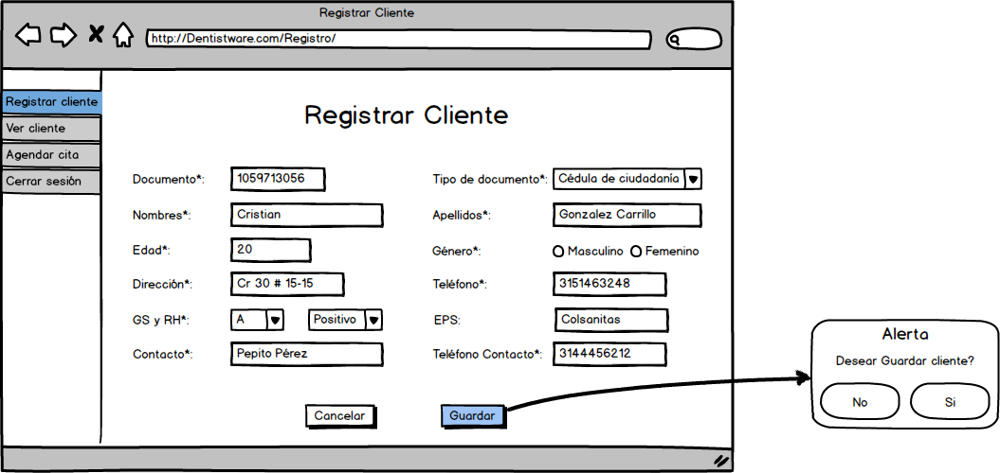 Registrar Cliente
http://Dentistware.com/Registro/
Registrar cliente
Ver cliente
Agendar cita
Cerrar sesión
Registrar Cliente
Documento*: 1059713056 Tipo de documento*: Cédula de ciudadanía
Nombres*: Cristian Apellidos*: Gonzalez Carrillo
Edad*: 20 Género*: Masculino Femenino
Dirección*: Cr 30 # 15-15 Teléfono*: 3151463248
GS y RH*: A Positivo EPS: Colsanitas
Contacto*: Pepito Pérez Teléfono Contacto*: 3144456212
Cancelar Guardar
Alerta
Desear Guardar cliente?
No Si